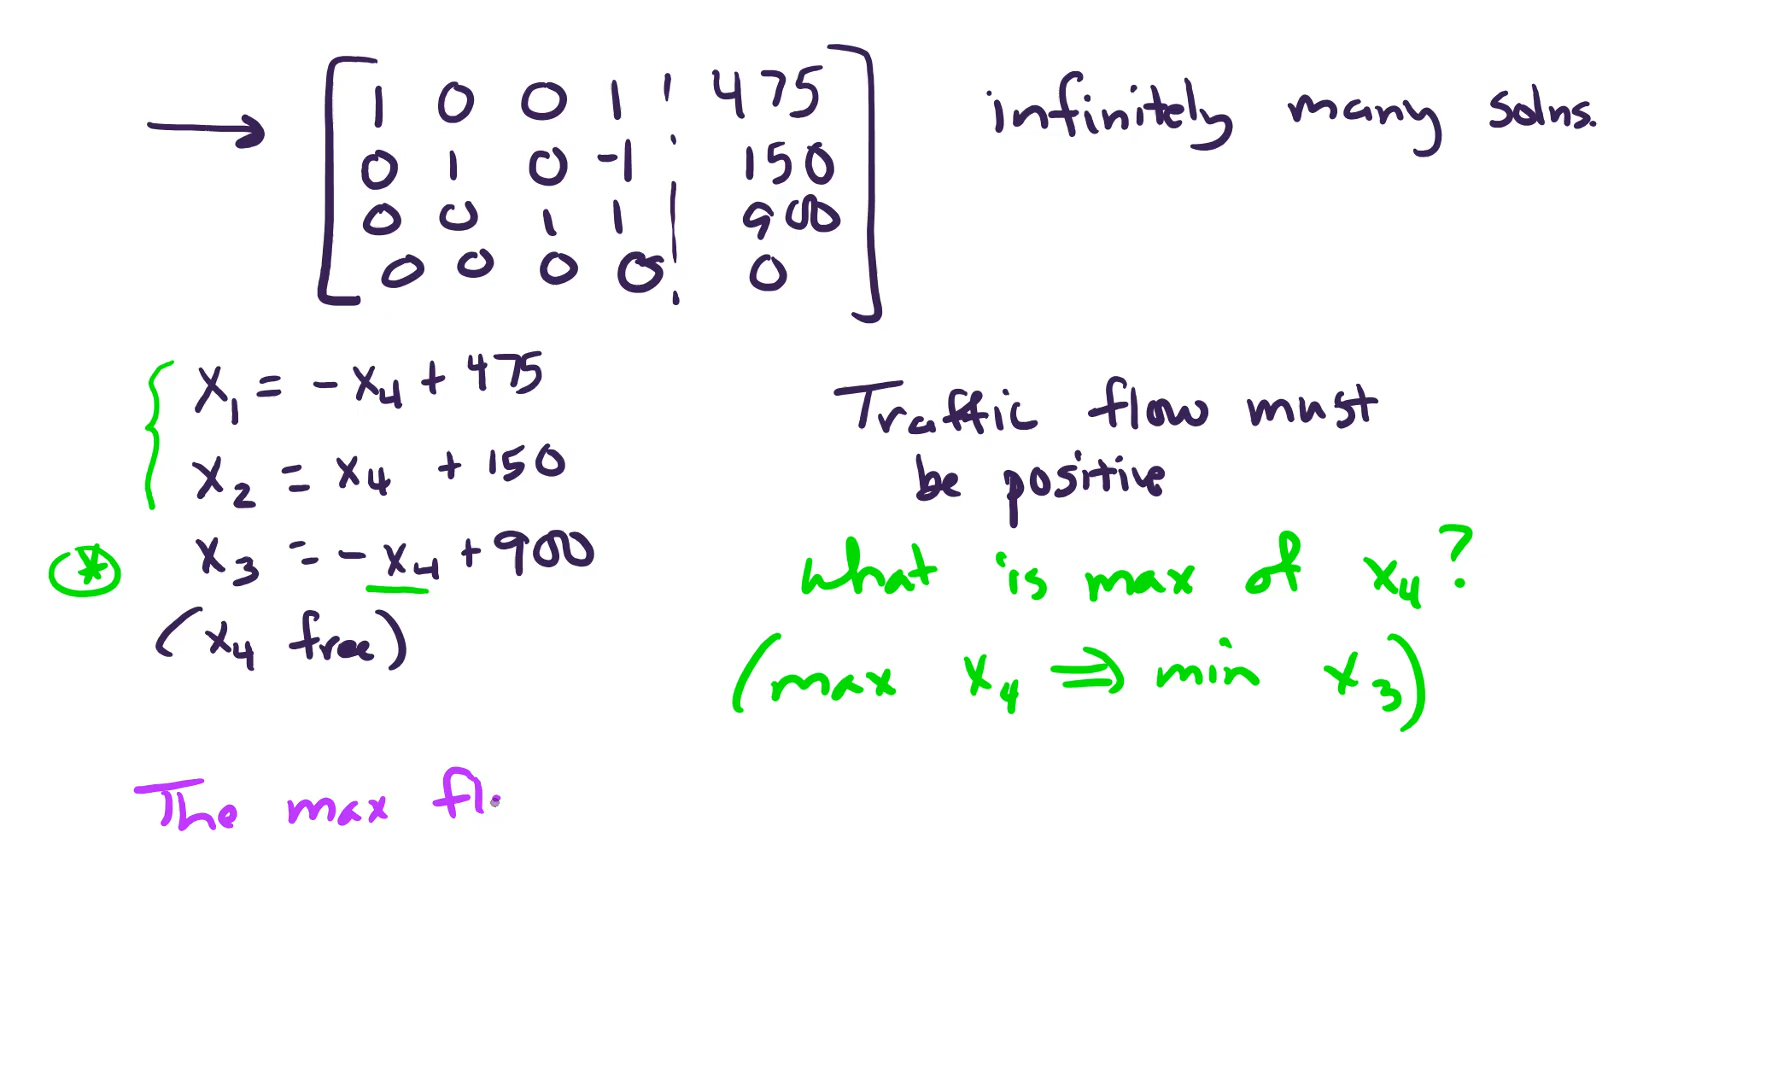 → [ 1 0 0 1 ¦ 475 infinitely many solns.
0 1 0 -1 ¦ 150
0 0 1 1 ¦ 900
0 0 0 0 ¦ 0 ]
{ x₁ = - x₄ + 475
x₂ = x₄ + 150
⊛ x₃ = - x₄ + 900
(x₄ free)
Traffic flow must
be positive
What is max of x₄?
(max x₄ ⇒ min x₃)
The max fl